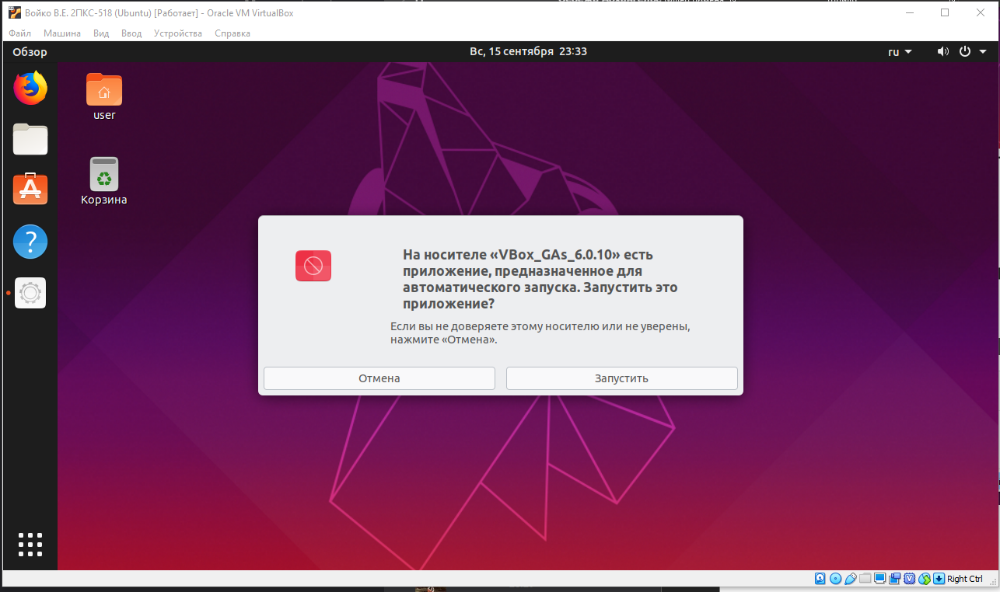 Войко В.Е. 2ПКС-518 (Ubuntu) [Работает] - Oracle VM VirtualBox
Файл Машина Вид Ввод Устройства Справка
Обзор Вс, 15 сентября 23:33 ru
user
Корзина
На носителе «VBox_GAs_6.0.10» есть
приложение, предназначенное для
автоматического запуска. Запустить это
приложение?
Если вы не доверяете этому носителю или не уверены,
нажмите «Отмена».
Отмена Запустить
Right Ctrl